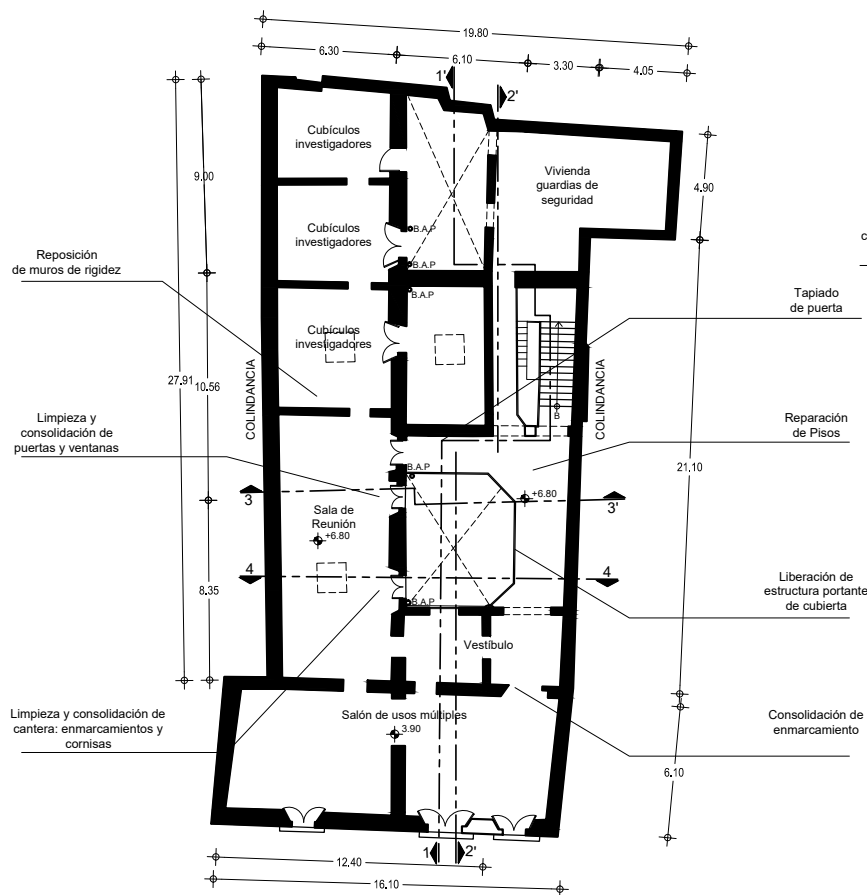 19.80
6.30
6.10
3.30
4.05
1'
2'
Cubículos
investigadores
Vivienda
guardias de
seguridad
9.00
4.90
Cubículos
investigadores
B.A.P
B.A.P
B.A.P
c
Reposición
de muros de rigidez
Tapiado
de puerta
Cubículos
investigadores
27.91
10.56
COLINDANCIA
COLINDANCIA
B
Limpieza y
consolidación de
puertas y ventanas
Reparación
de Pisos
21.10
B.A.P
3
3'
Sala de
Reunión
+6.80
+6.80
4
4
8.35
Liberación de
estructura portante
de cubierta
B.A.P
Vestíbulo
Limpieza y consolidación de
cantera: enmarcamientos y
cornisas
Salón de usos múltiples
3.90
Consolidación de
enmarcamiento
6.10
1
2'
12.40
16.10